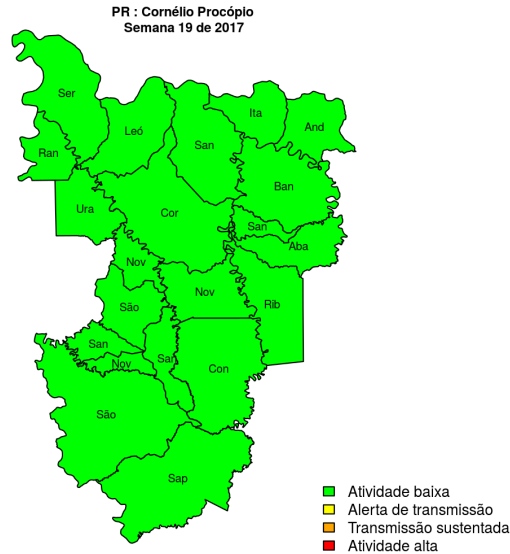 PR : Cornélio Procópio
Semana 19 de 2017
Ser
Ita
And
Leó
San
Ran
Ban
Ura
Cor
San
Aba
Nov
Nov
Rib
São
San
San
Nov
Con
São
Sap
Atividade baixa
Alerta de transmissão
Transmissão sustentada
Atividade alta